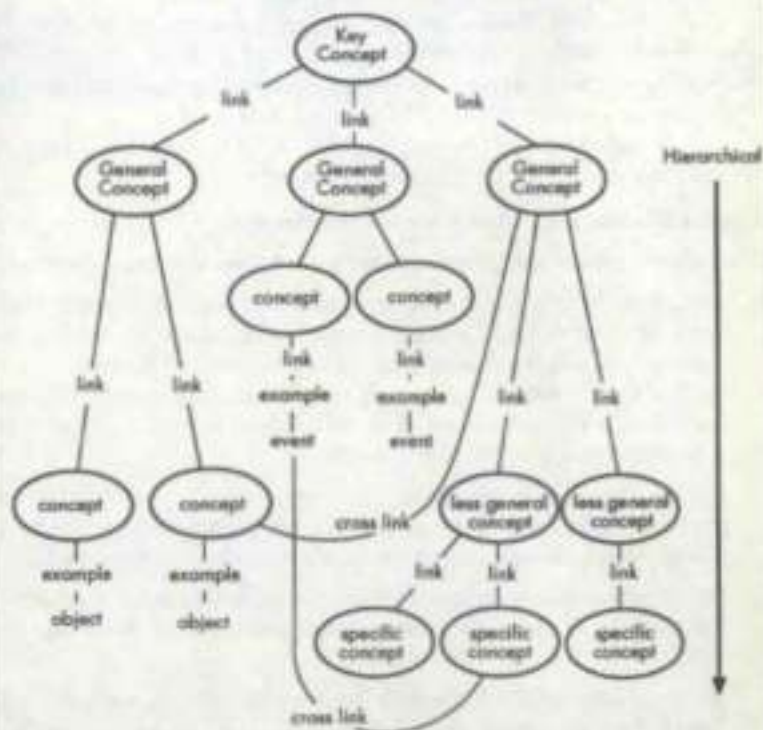 Key
Concept
link
link
link
General
Concept
General
Concept
General
Concept
Hierarchical
concept
concept
link
link
example
example
event
event
link
link
link
link
concept
concept
cross link
less general
concept
less general
concept
example
object
example
object
link
link
link
specific
concept
specific
concept
specific
concept
cross link